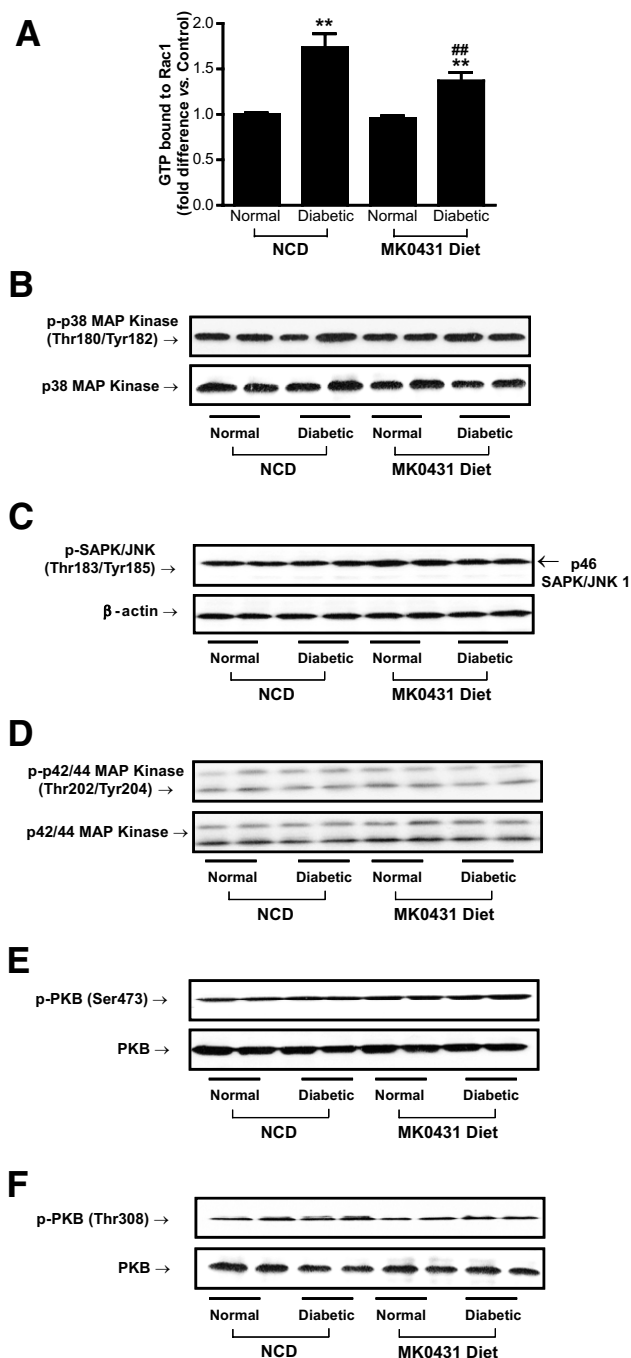 A
GTP bound to Rac1
(fold difference vs. Control)
2.0
1.5
1.0
0.5
0.0
**
##
**
Normal Diabetic Normal Diabetic
NCD MK0431 Diet
B
p-p38 MAP Kinase
(Thr180/Tyr182) →
p38 MAP Kinase →
Normal Diabetic Normal Diabetic
NCD MK0431 Diet
C
p-SAPK/JNK
(Thr183/Tyr185) →
← p46
SAPK/JNK 1
β-actin →
Normal Diabetic Normal Diabetic
NCD MK0431 Diet
D
p-p42/44 MAP Kinase
(Thr202/Tyr204) →
p42/44 MAP Kinase →
Normal Diabetic Normal Diabetic
NCD MK0431 Diet
E
p-PKB (Ser473) →
PKB →
Normal Diabetic Normal Diabetic
NCD MK0431 Diet
F
p-PKB (Thr308) →
PKB →
Normal Diabetic Normal Diabetic
NCD MK0431 Diet